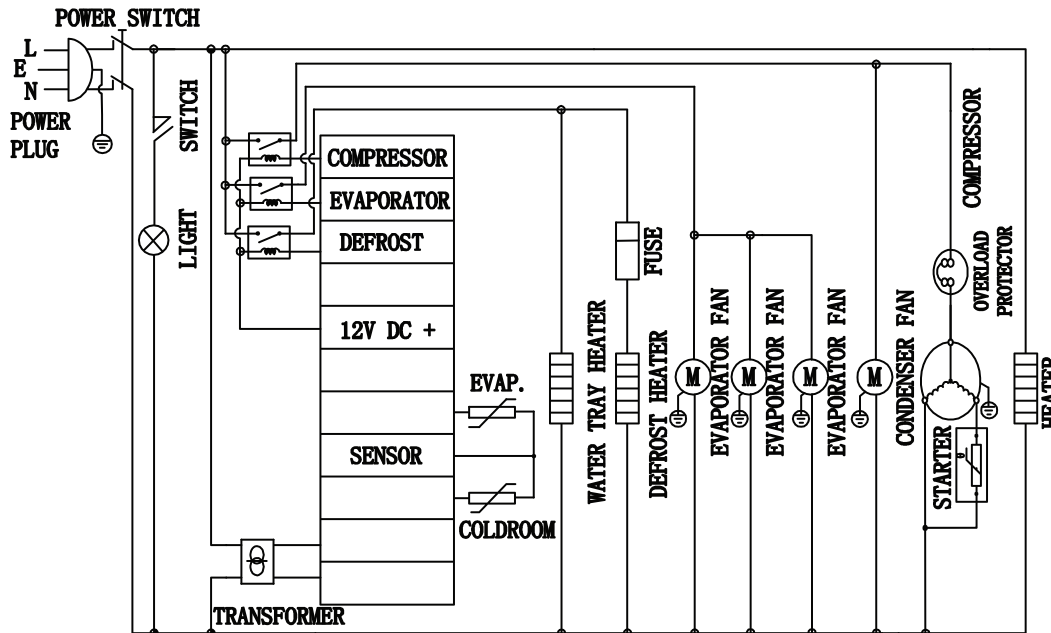 POWER SWITCH
L
E
N
POWER
PLUG
SWITCH
LIGHT
COMPRESSOR
EVAPORATOR
DEFROST
12V DC +
SENSOR
EVAP.
COLDROOM
TRANSFORMER
WATER TRAY HEATER
FUSE
DEFROST HEATER
M
EVAPORATOR FAN
M
EVAPORATOR FAN
M
EVAPORATOR FAN
M
CONDENSER FAN
COMPRESSOR
OVERLOAD
PROTECTOR
STARTER
θ
HEATER